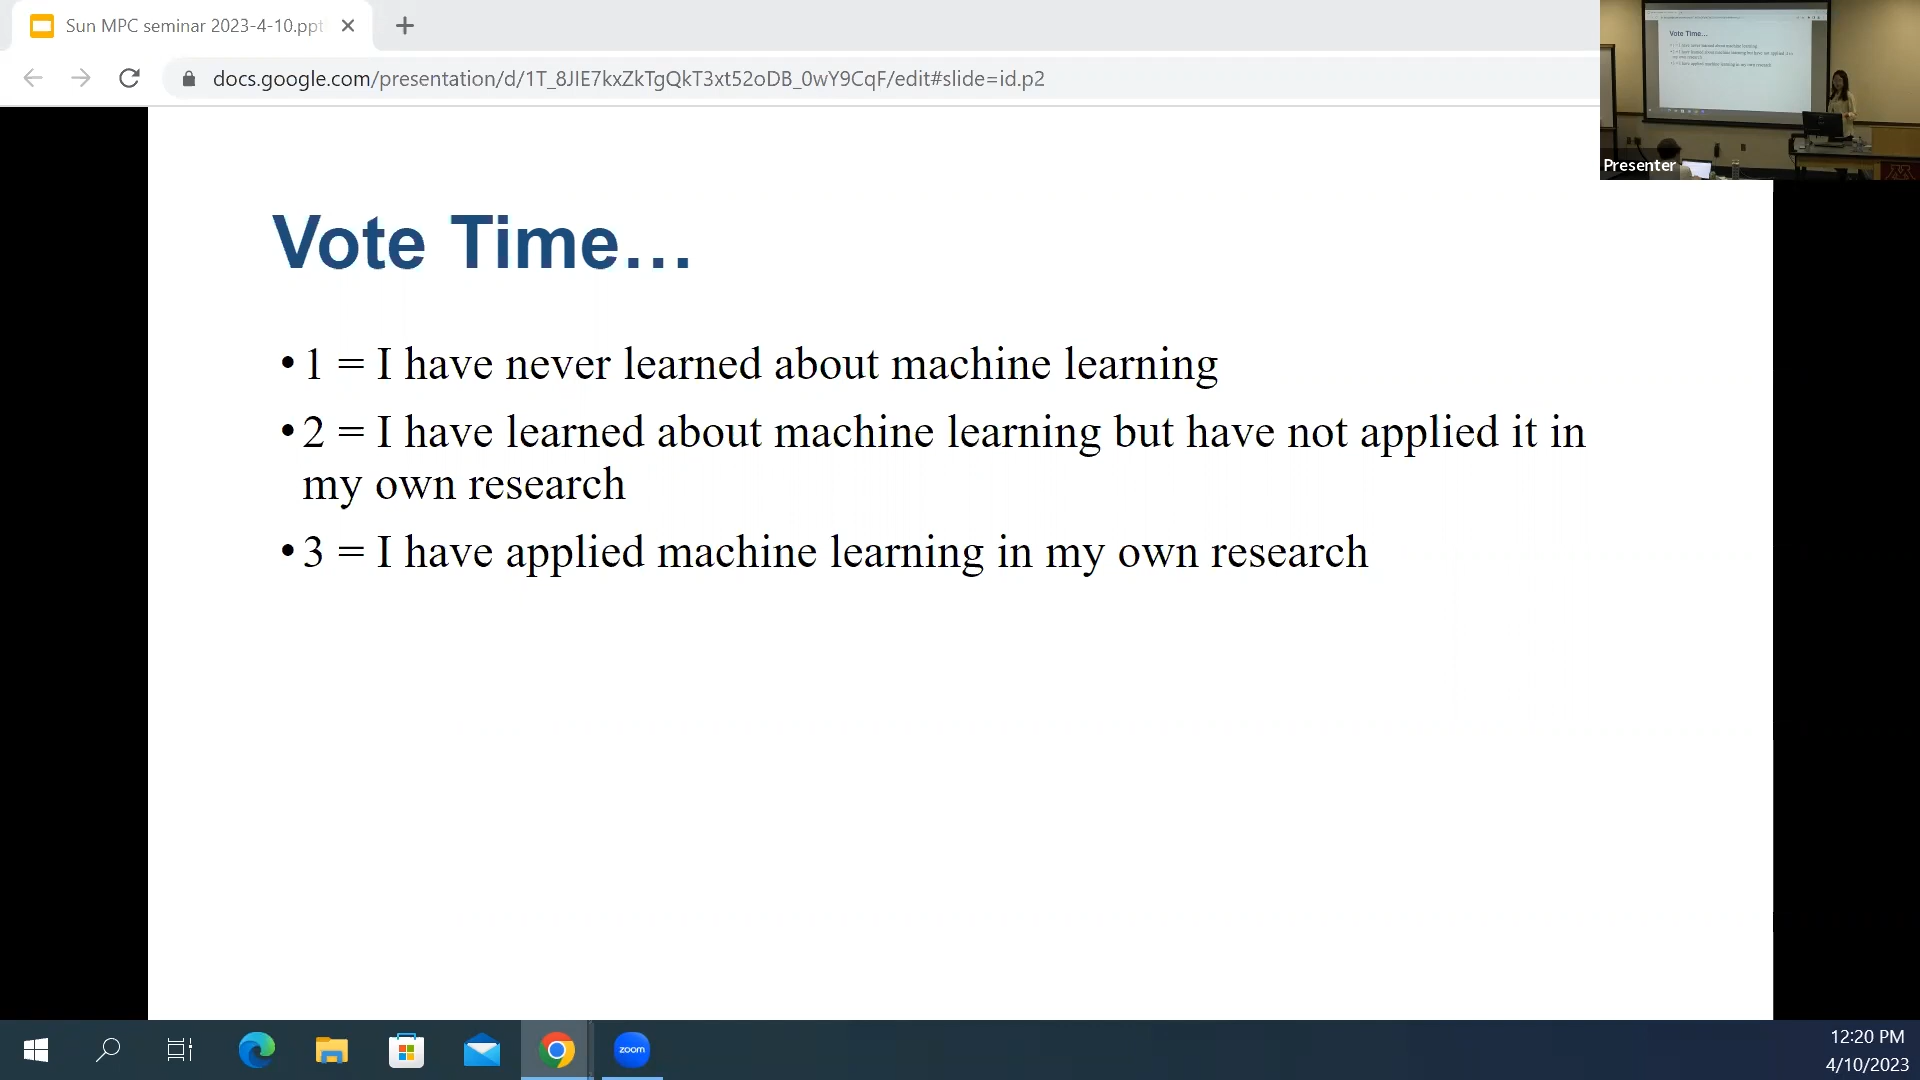 Sun MPC seminar 2023-4-10.ppt
docs.google.com/presentation/d/1T_8JIE7kxZkTgQkT3xt52oDB_0wY9CqF/edit#slide=id.p2
Vote Time...
Presenter
Vote Time…
• 1 = I have never learned about machine learning
• 2 = I have learned about machine learning but have not applied it in
my own research
• 3 = I have applied machine learning in my own research
zoom
12:20 PM
4/10/2023